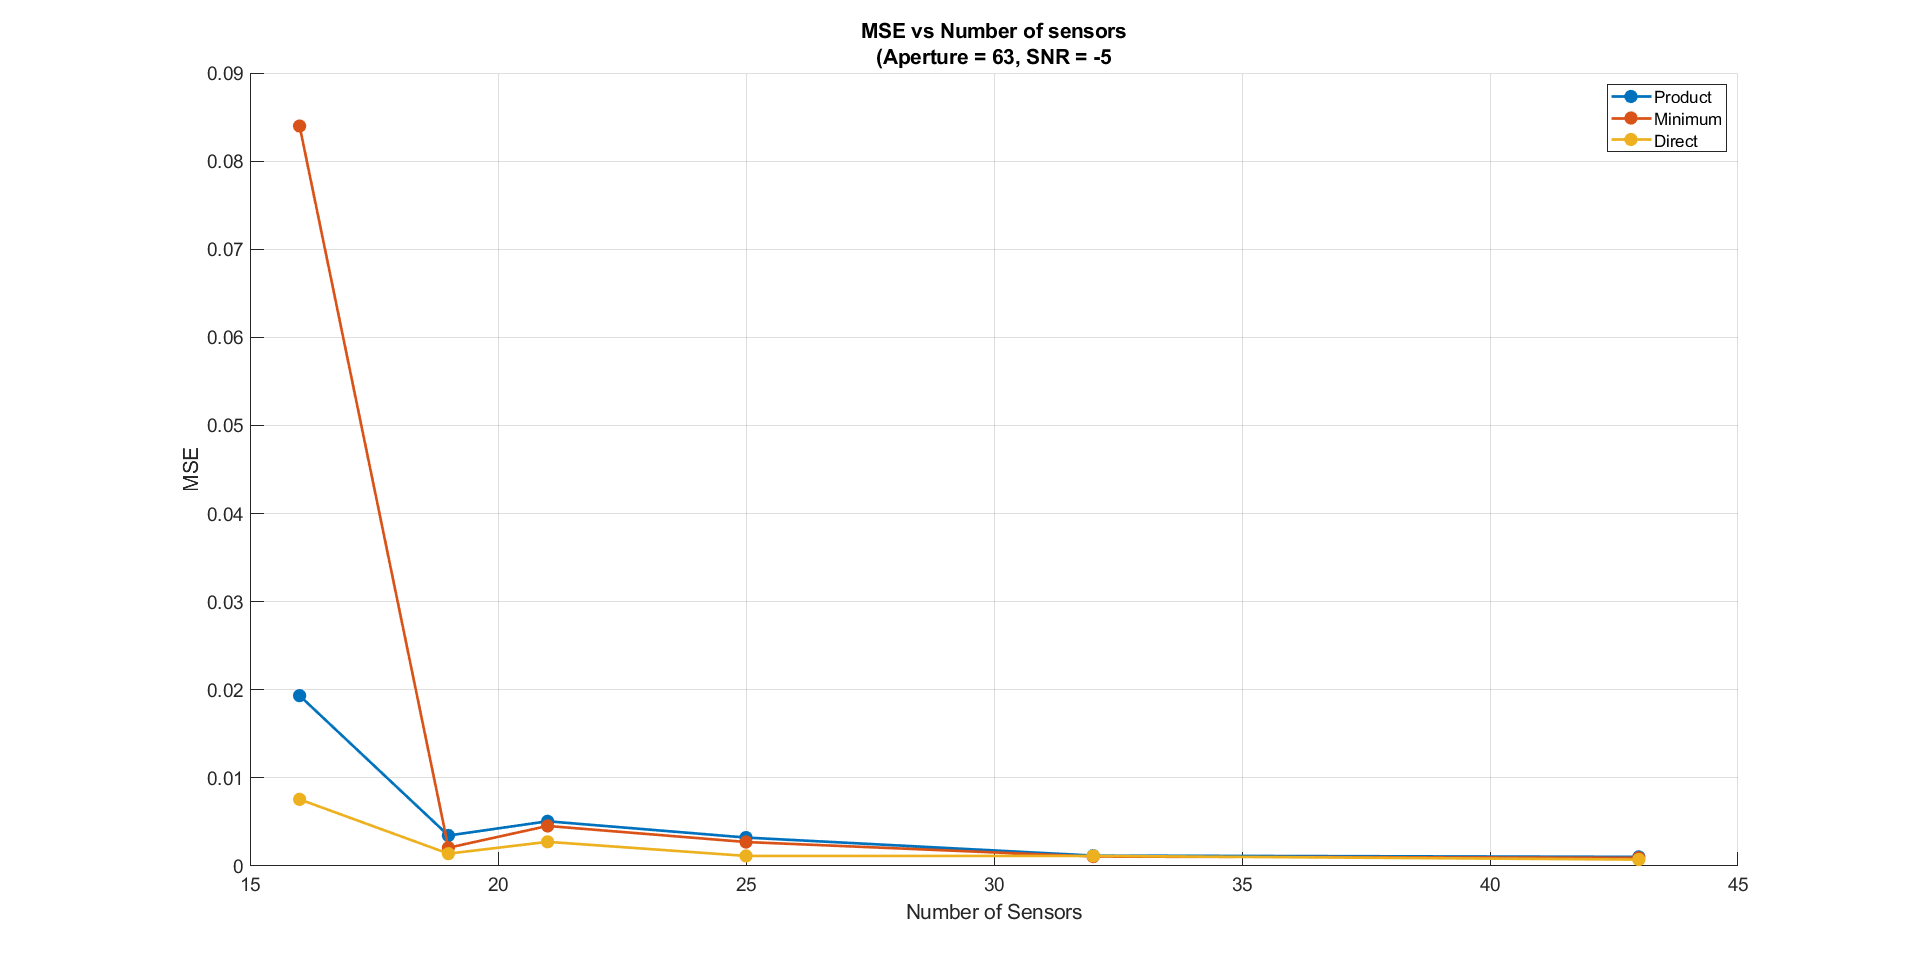 MSE vs Number of sensors
(Aperture = 63, SNR = -5
0.09
0.08
0.07
0.06
0.05
0.04
0.03
0.02
0.01
0
MSE
Product
Minimum
Direct
15 20 25 30 35 40 45
Number of Sensors